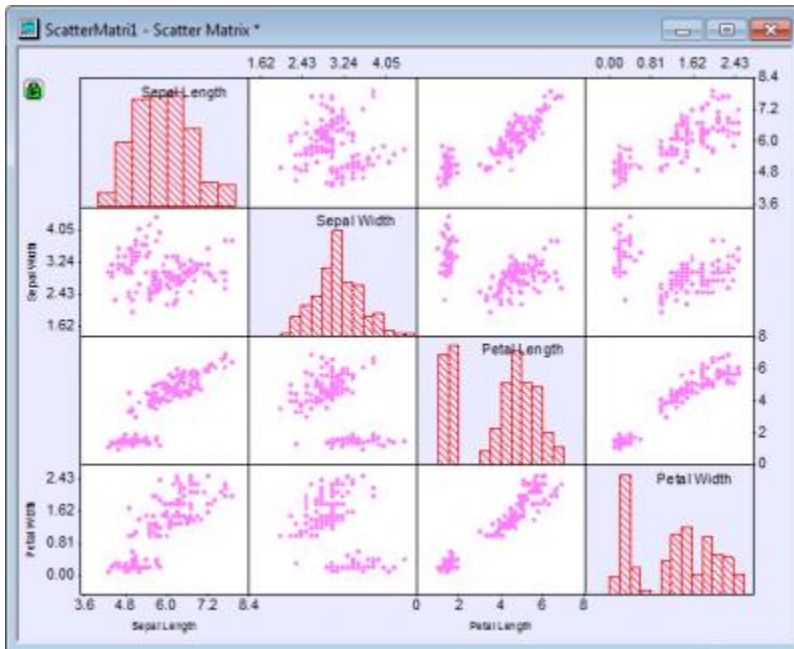 ScatterMatri1 - Scatter Matrix *
1.62 2.43 3.24 4.05
0.00 0.81 1.62 2.43
Sepal Length
8.4
7.2
6.0
4.8
3.6
Sepal Width
4.05
3.24
2.43
1.62
Sepal Width
Petal Length
8
6
4
2
0
Petal Width
2.43
1.62
0.81
0.00
Petal Width
3.6 4.8 6.0 7.2 8.4
Sepal Length
0 2 4 6 8
Petal Length